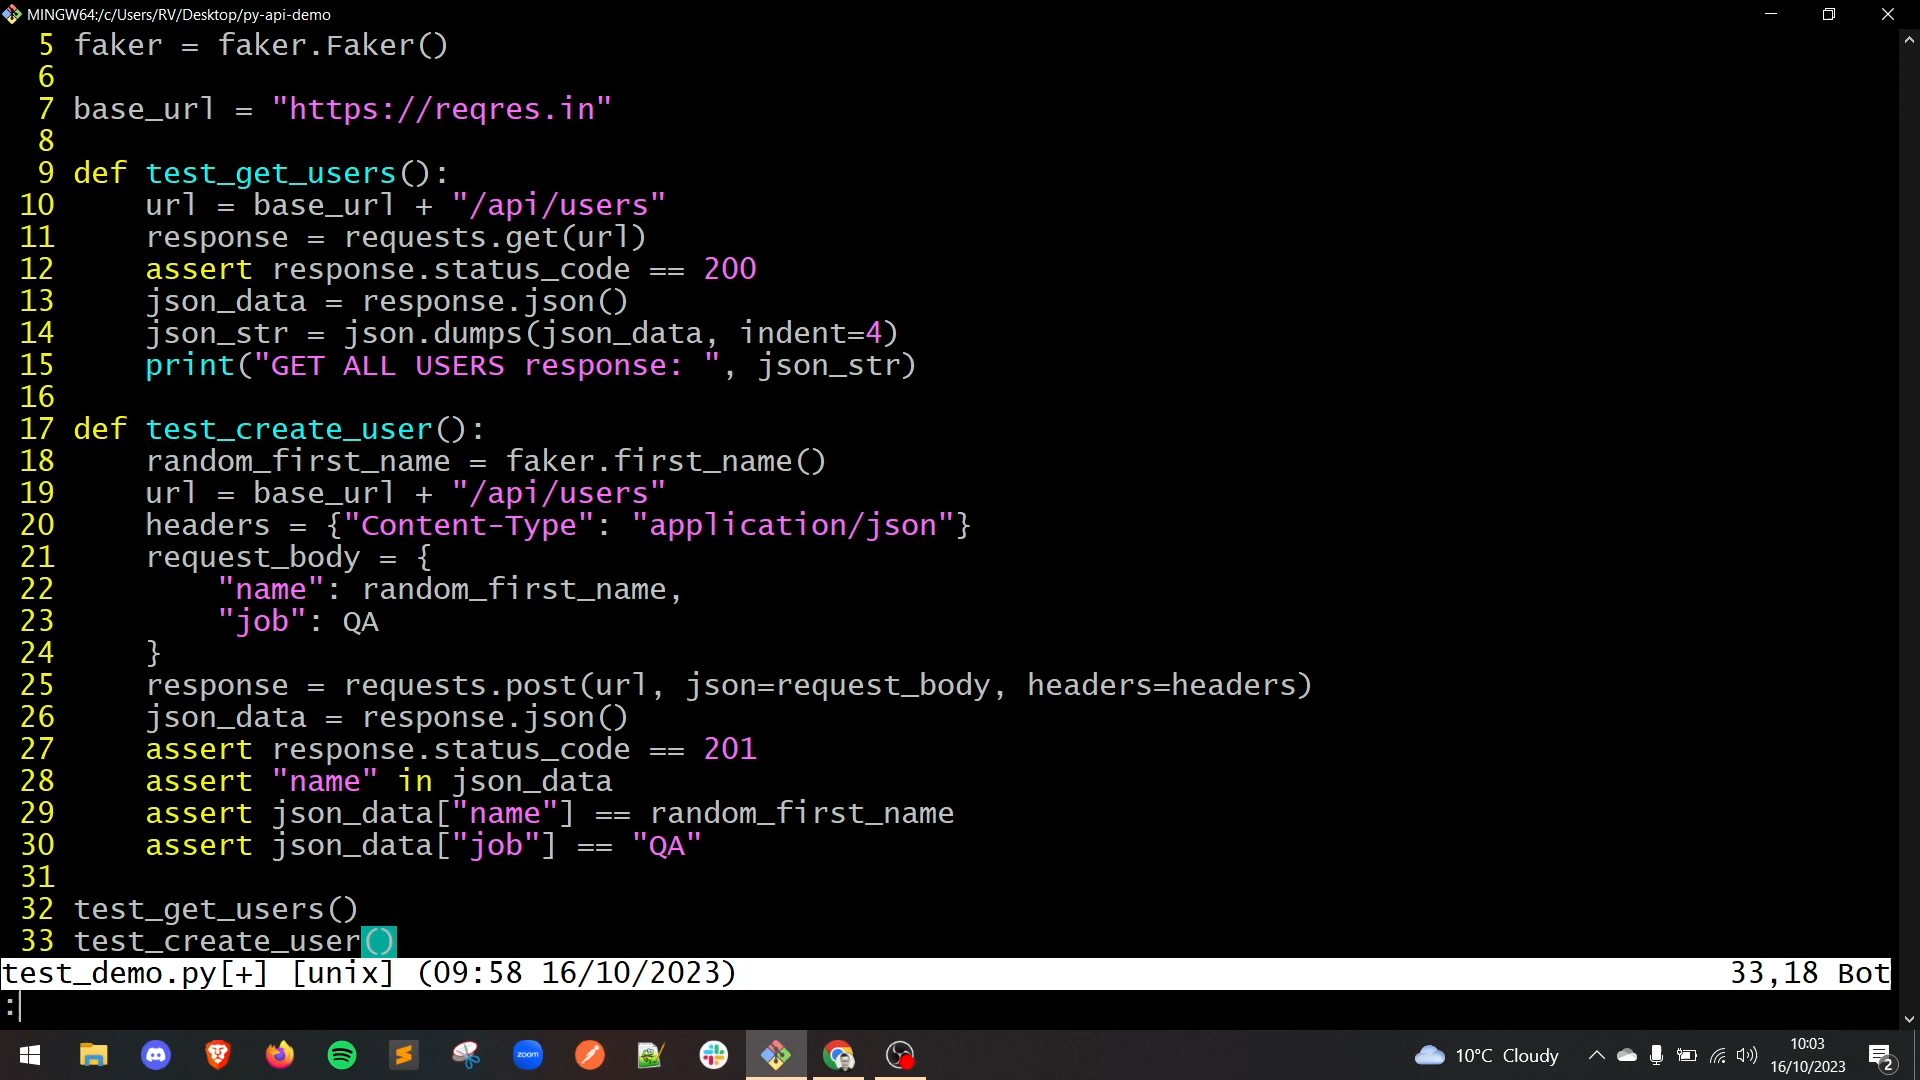 MINGW64:/c/Users/RV/Desktop/py-api-demo
5 faker = faker.Faker()
6
7 base_url = "https://reqres.in"
8
9 def test_get_users():
10     url = base_url + "/api/users"
11     response = requests.get(url)
12     assert response.status_code == 200
13     json_data = response.json()
14     json_str = json.dumps(json_data, indent=4)
15     print("GET ALL USERS response: ", json_str)
16
17 def test_create_user():
18     random_first_name = faker.first_name()
19     url = base_url + "/api/users"
20     headers = {"Content-Type": "application/json"}
21     request_body = {
22         "name": random_first_name,
23         "job": QA
24     }
25     response = requests.post(url, json=request_body, headers=headers)
26     json_data = response.json()
27     assert response.status_code == 201
28     assert "name" in json_data
29     assert json_data["name"] == random_first_name
30     assert json_data["job"] == "QA"
31
32 test_get_users()
33 test_create_user()
test_demo.py[+] [unix] (09:58 16/10/2023) 33,18 Bot
:
zoom
10°C Cloudy
10:03
16/10/2023
2